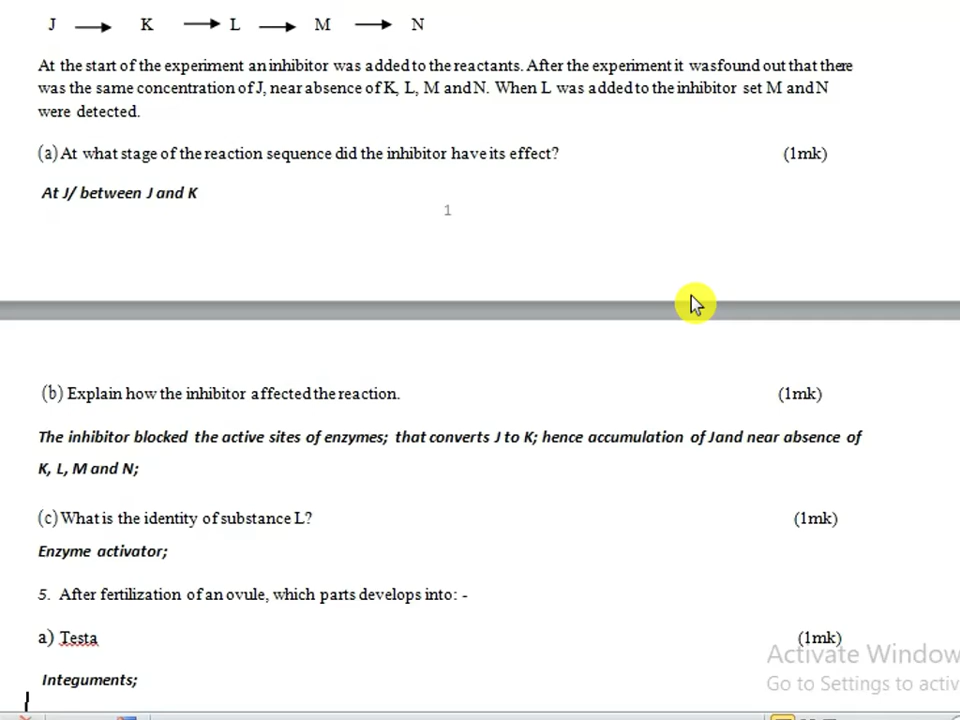 J → K → L → M → N
At the start of the experiment an inhibitor was added to the reactants. After the experiment it wasfound out that there
was the same concentration of J, near absence of K, L, M and N. When L was added to the inhibitor set M and N
were detected.
(a) At what stage of the reaction sequence did the inhibitor have its effect? (1mk)
At J/ between J and K
1
(b) Explain how the inhibitor affected the reaction. (1mk)
The inhibitor blocked the active sites of enzymes; that converts J to K; hence accumulation of Jand near absence of
K, L, M and N;
(c) What is the identity of substance L? (1mk)
Enzyme activator;
5. After fertilization of an ovule, which parts develops into: -
a) Testa (1mk)
Activate Window
Go to Settings to activ
Integuments;